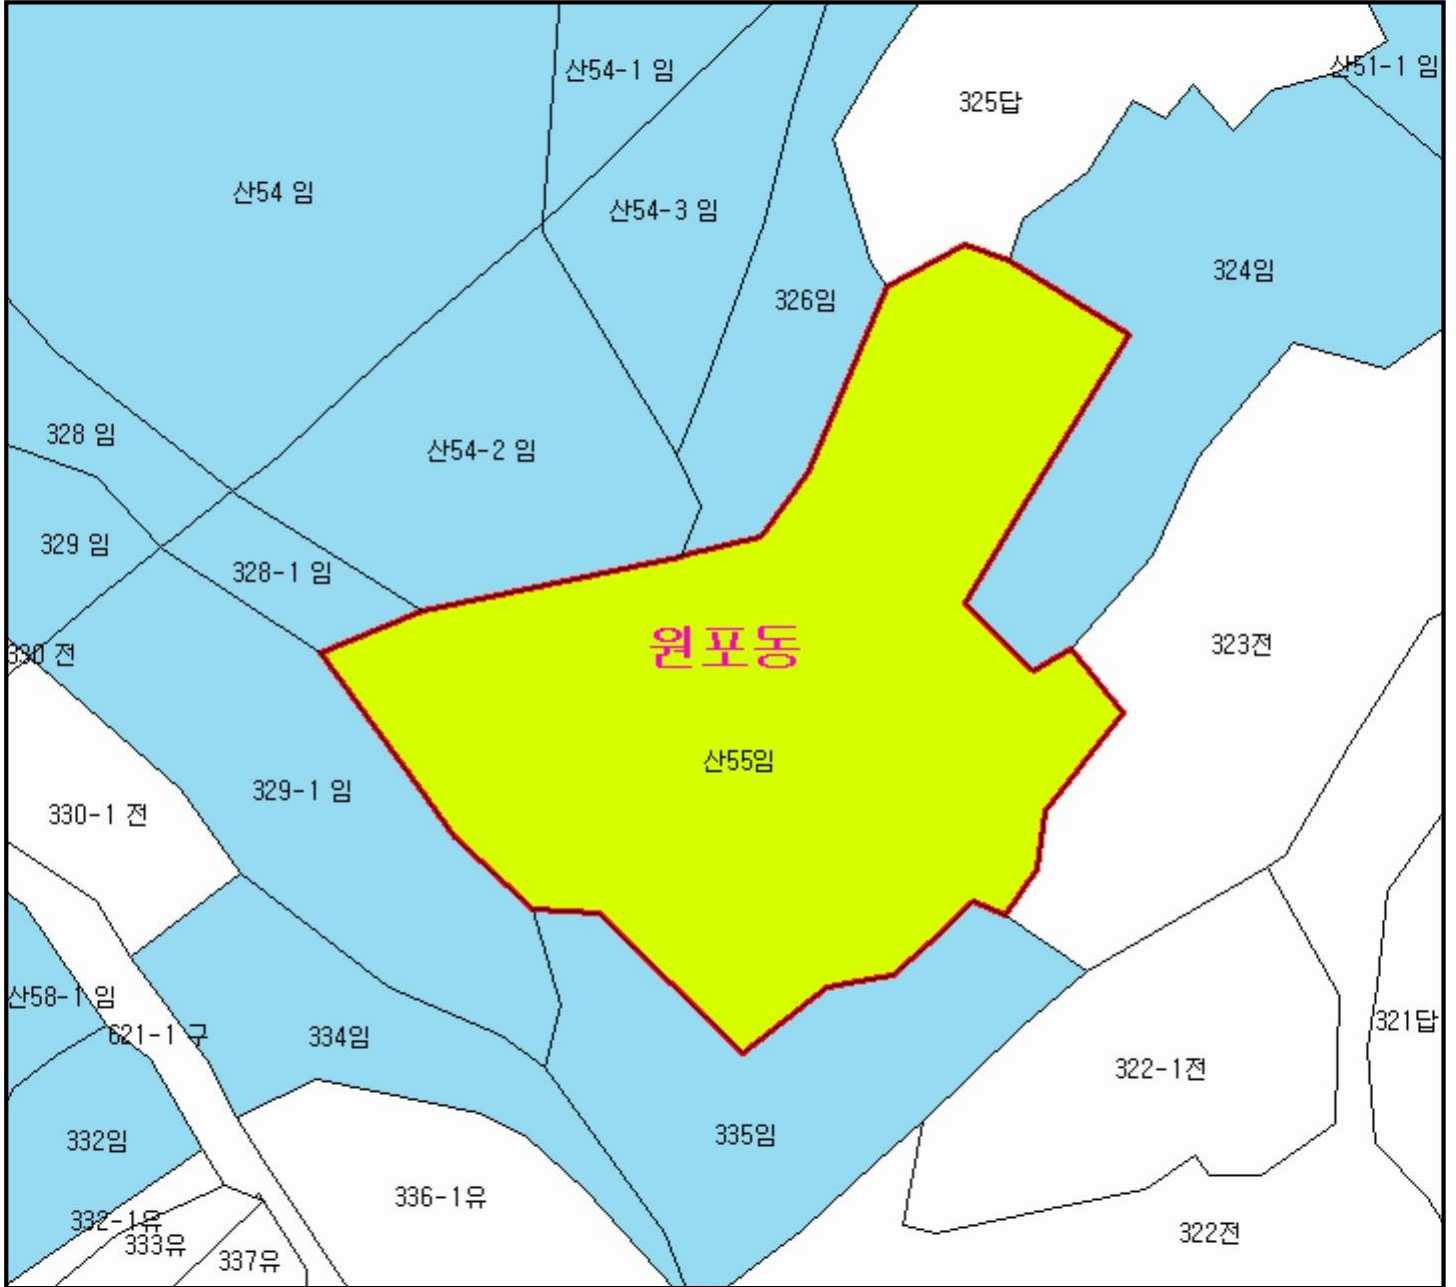 산54-1 임
산51-1 임
325답
산54 임
산54-3 임
324임
326임
328 임
산54-2 임
329 임
328-1 임
원포동
323전
330 전
산55임
329-1 임
330-1 전
산58-1 임
321답
621-1 구
334임
322-1전
335임
332임
336-1유
332-1유
322전
333유
337유